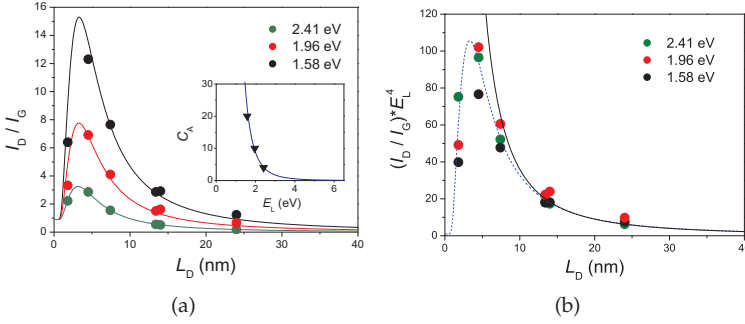 16
14
12
10
8
6
4
2
0
I_D / I_G
2.41 eV
1.96 eV
1.58 eV
30
20
10
0
C_A
0 1 2 3 4 5 6
E_L (eV)
0 10 20 30 40
L_D (nm)
(a)
120
100
80
60
40
20
0
(I_D / I_G)*E_L^4
2.41 eV
1.96 eV
1.58 eV
0 10 20 30 4
L_D (nm)
(b)